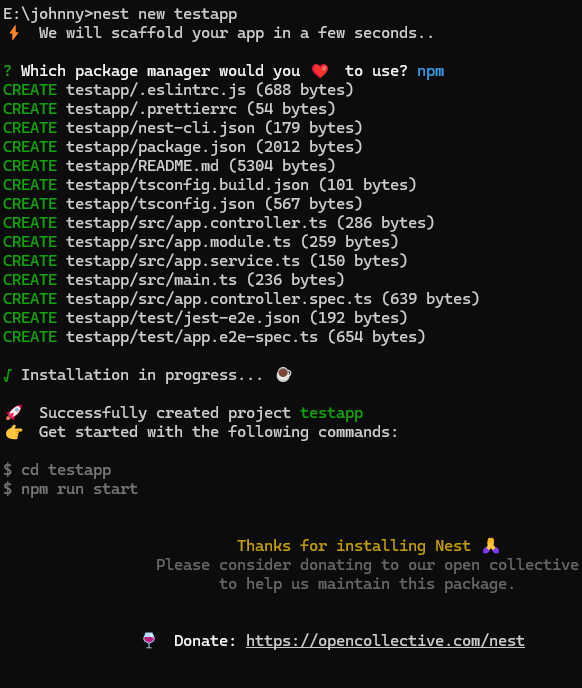 E:\johnny>nest new testapp
⚡ We will scaffold your app in a few seconds..
? Which package manager would you ❤️ to use? npm
CREATE testapp/.eslintrc.js (688 bytes)
CREATE testapp/.prettierrc (54 bytes)
CREATE testapp/nest-cli.json (179 bytes)
CREATE testapp/package.json (2012 bytes)
CREATE testapp/README.md (5304 bytes)
CREATE testapp/tsconfig.build.json (101 bytes)
CREATE testapp/tsconfig.json (567 bytes)
CREATE testapp/src/app.controller.ts (286 bytes)
CREATE testapp/src/app.module.ts (259 bytes)
CREATE testapp/src/app.service.ts (150 bytes)
CREATE testapp/src/main.ts (236 bytes)
CREATE testapp/src/app.controller.spec.ts (639 bytes)
CREATE testapp/test/jest-e2e.json (192 bytes)
CREATE testapp/test/app.e2e-spec.ts (654 bytes)
√ Installation in progress... ☕
🚀 Successfully created project testapp
👉 Get started with the following commands:
$ cd testapp
$ npm run start
Thanks for installing Nest 🙏
Please consider donating to our open collective
to help us maintain this package.
🍷 Donate: https://opencollective.com/nest